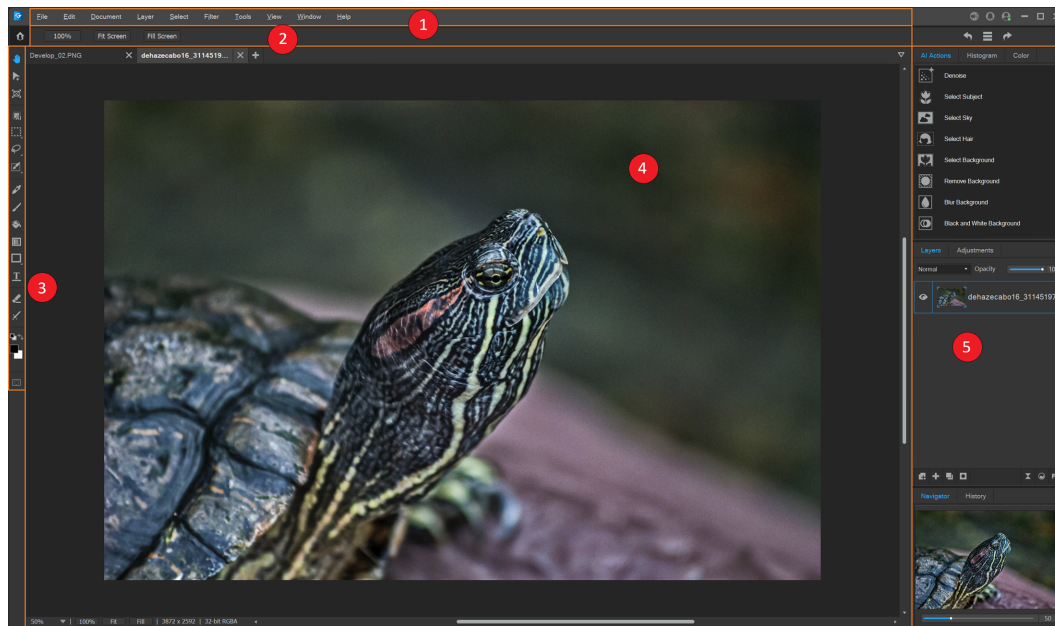 File Edit Document Layer Select Filter Tools View Window Help
1
100% Fit Screen Fill Screen
2
Develop_02.PNG dehazecabo16_3114519...
AI Actions Histogram Color
Denoise
Select Subject
Select Sky
Select Hair
Select Background
Remove Background
Blur Background
Black and White Background
4
3
Layers Adjustments
Normal Opacity 10
dehazecabo16_31145197
5
Navigator History
50% 100% Fit Fill 3872 x 2592 32-bit RGBA
50